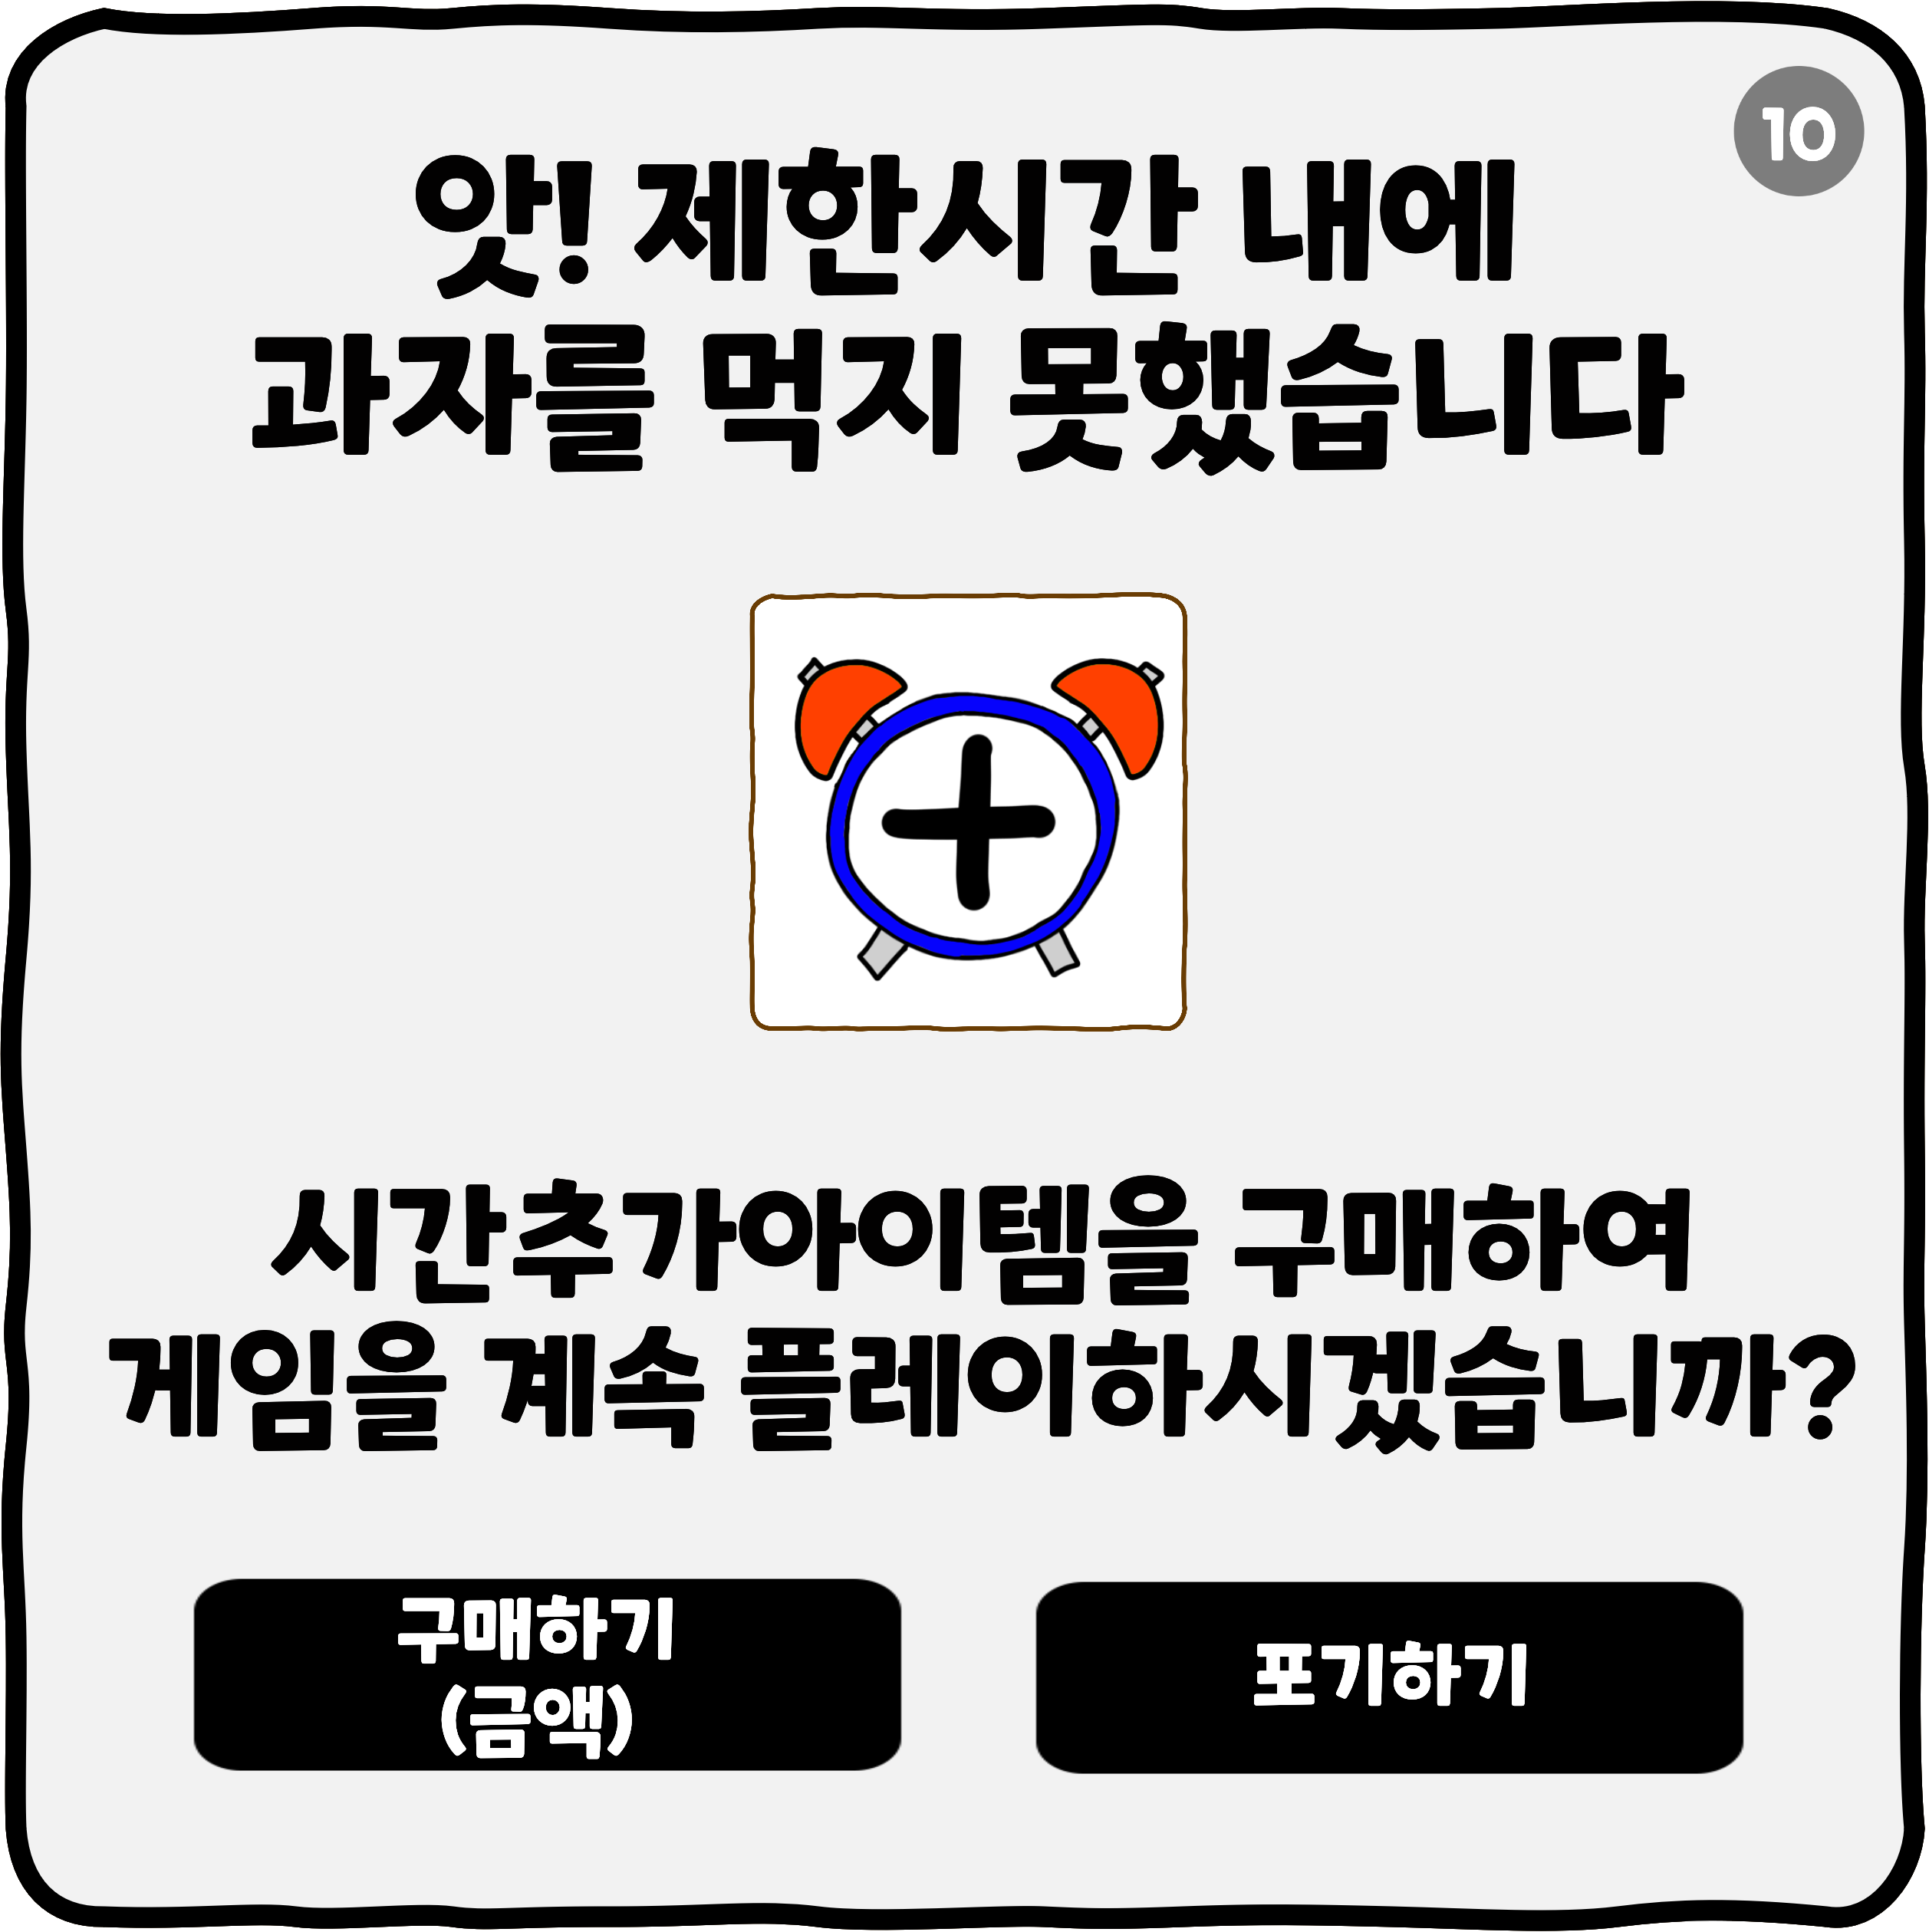 10
앗! 제한시간 내에
과자를 먹지 못했습니다
시간추가아이템을 구매하여
게임을 계속 플레이하시겠습니까?
구매하기
(금액)
포기하기